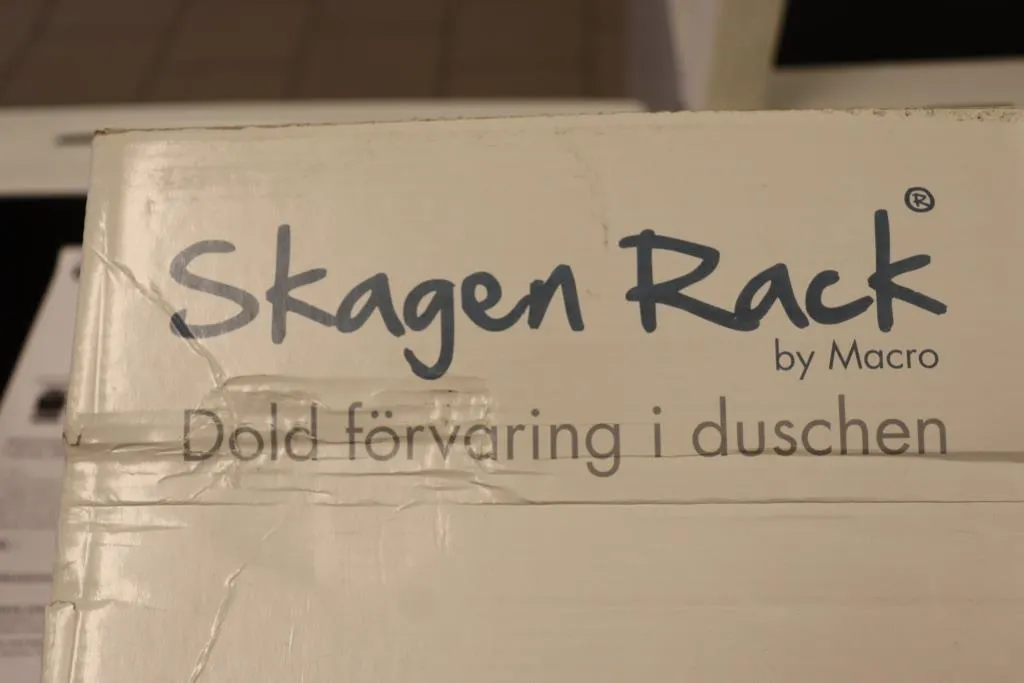 Skagen Rack®
by Macro
Dold förvaring i duschen